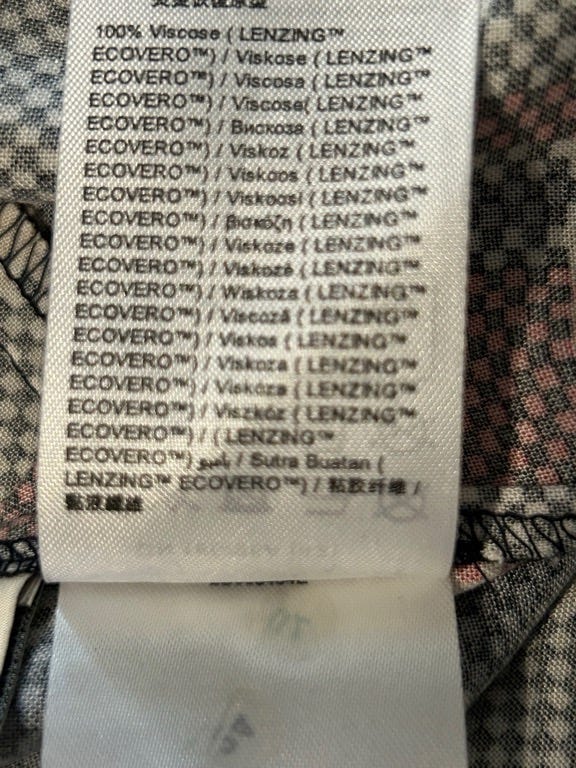 100% Viscose ( LENZING™
ECOVERO™) / Viskose ( LENZING™
ECOVERO™) / Viscosa ( LENZING™
ECOVERO™) / Viscose( LENZING™
ECOVERO™) / Вискоза ( LENZING™
ECOVERO™) / Viskoz ( LENZING™
ECOVERO™) / Viskoos ( LENZING™
ECOVERO™) / Viskoosi ( LENZING™
ECOVERO™) / βισκόζη ( LENZING™
ECOVERO™) / Viskoze ( LENZING™
ECOVERO™) / Viskozė ( LENZING™
ECOVERO™) / Wiskoza ( LENZING™
ECOVERO™) / Viscoză ( LENZING™
ECOVERO™) / Viskos ( LENZING™
ECOVERO™) / Viskoza ( LENZING™
ECOVERO™) / Viskóza ( LENZING™
ECOVERO™) / Viszkóz ( LENZING™
ECOVERO™) / ( LENZING™
ECOVERO™) / Sutra Buatan (
LENZING™ ECOVERO™) / 粘胶纤维 /
黏液纖維